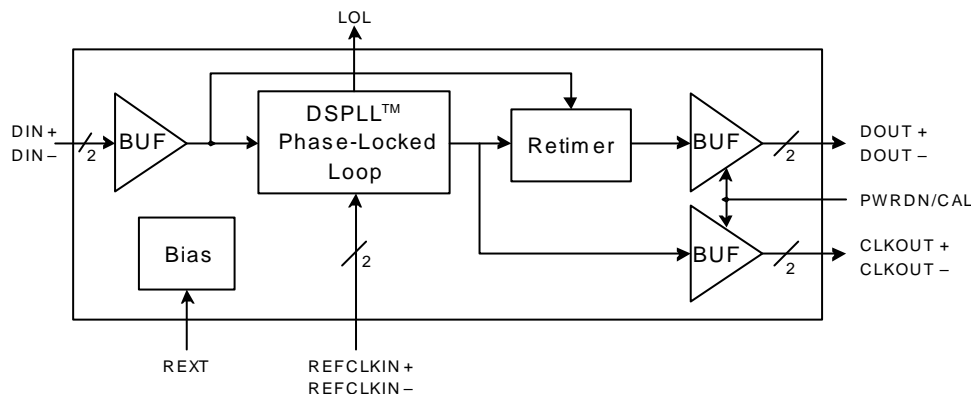 LOL
DSPLL™
Phase-Locked
Loop
DIN+
DIN–
2
BUF
Retimer
BUF
2
DOUT+
DOUT–
PWRDN/CAL
Bias
2
BUF
2
CLKOUT+
CLKOUT–
REXT
REFCLKIN+
REFCLKIN–